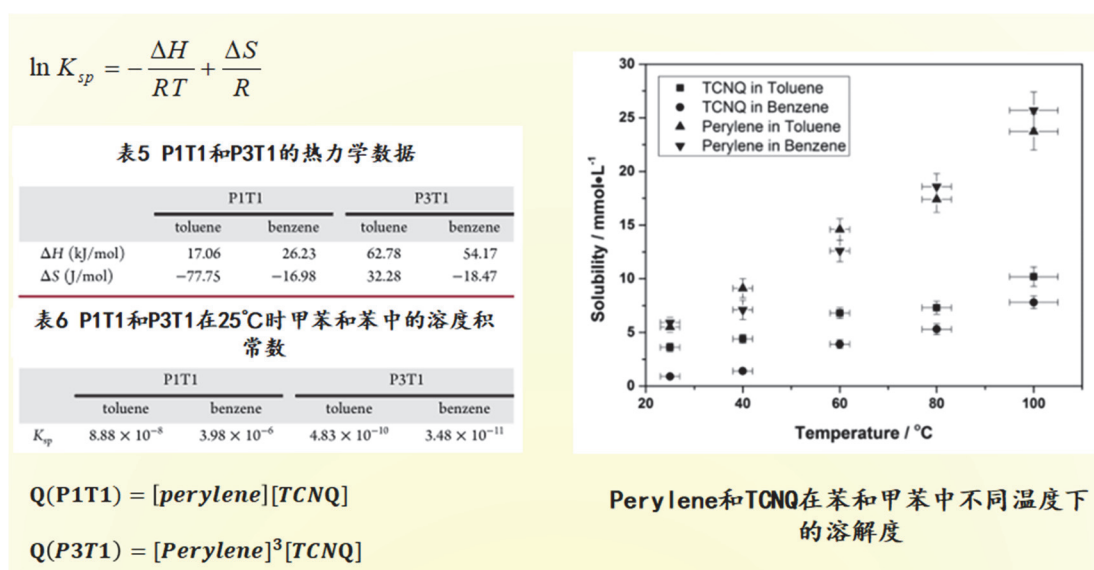 ln K_sp = − ΔH/RT + ΔS/R
表5 P1T1和P3T1的热力学数据
P1T1 P3T1
toluene benzene toluene benzene
ΔH (kJ/mol) 17.06 26.23 62.78 54.17
ΔS (J/mol) −77.75 −16.98 32.28 −18.47
表6 P1T1和P3T1在25℃时甲苯和苯中的溶度积
常数
P1T1 P3T1
toluene benzene toluene benzene
K_sp 8.88 × 10⁻⁸ 3.98 × 10⁻⁶ 4.83 × 10⁻¹⁰ 3.48 × 10⁻¹¹
Q(P1T1) = [perylene][TCNQ]
Q(P3T1) = [Perylene]³[TCNQ]
30
25
20
15
10
5
0
Solubility / mmol•L⁻¹
TCNQ in Toluene
TCNQ in Benzene
Perylene in Toluene
Perylene in Benzene
20 40 60 80 100
Temperature / °C
Perylene和TCNQ在苯和甲苯中不同温度下
的溶解度